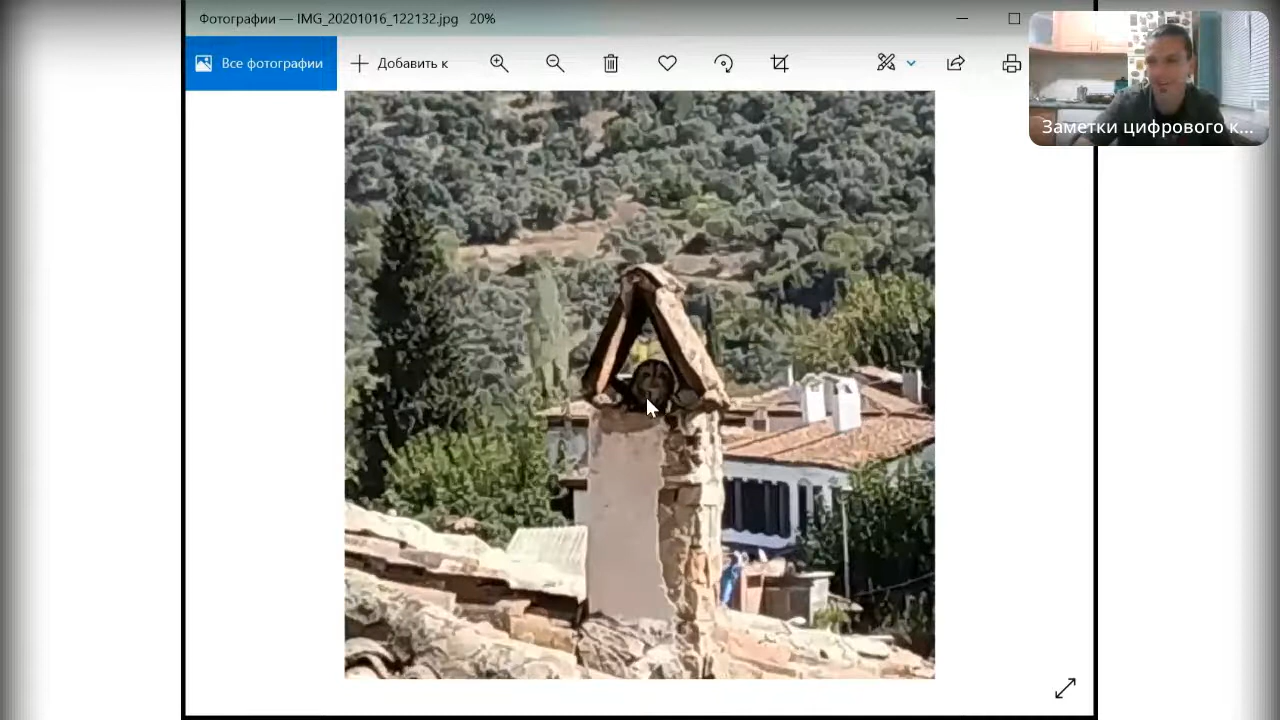 Фотографии — IMG_20201016_122132.jpg 20%
Все фотографии
Добавить к
Заметки цифрового к...